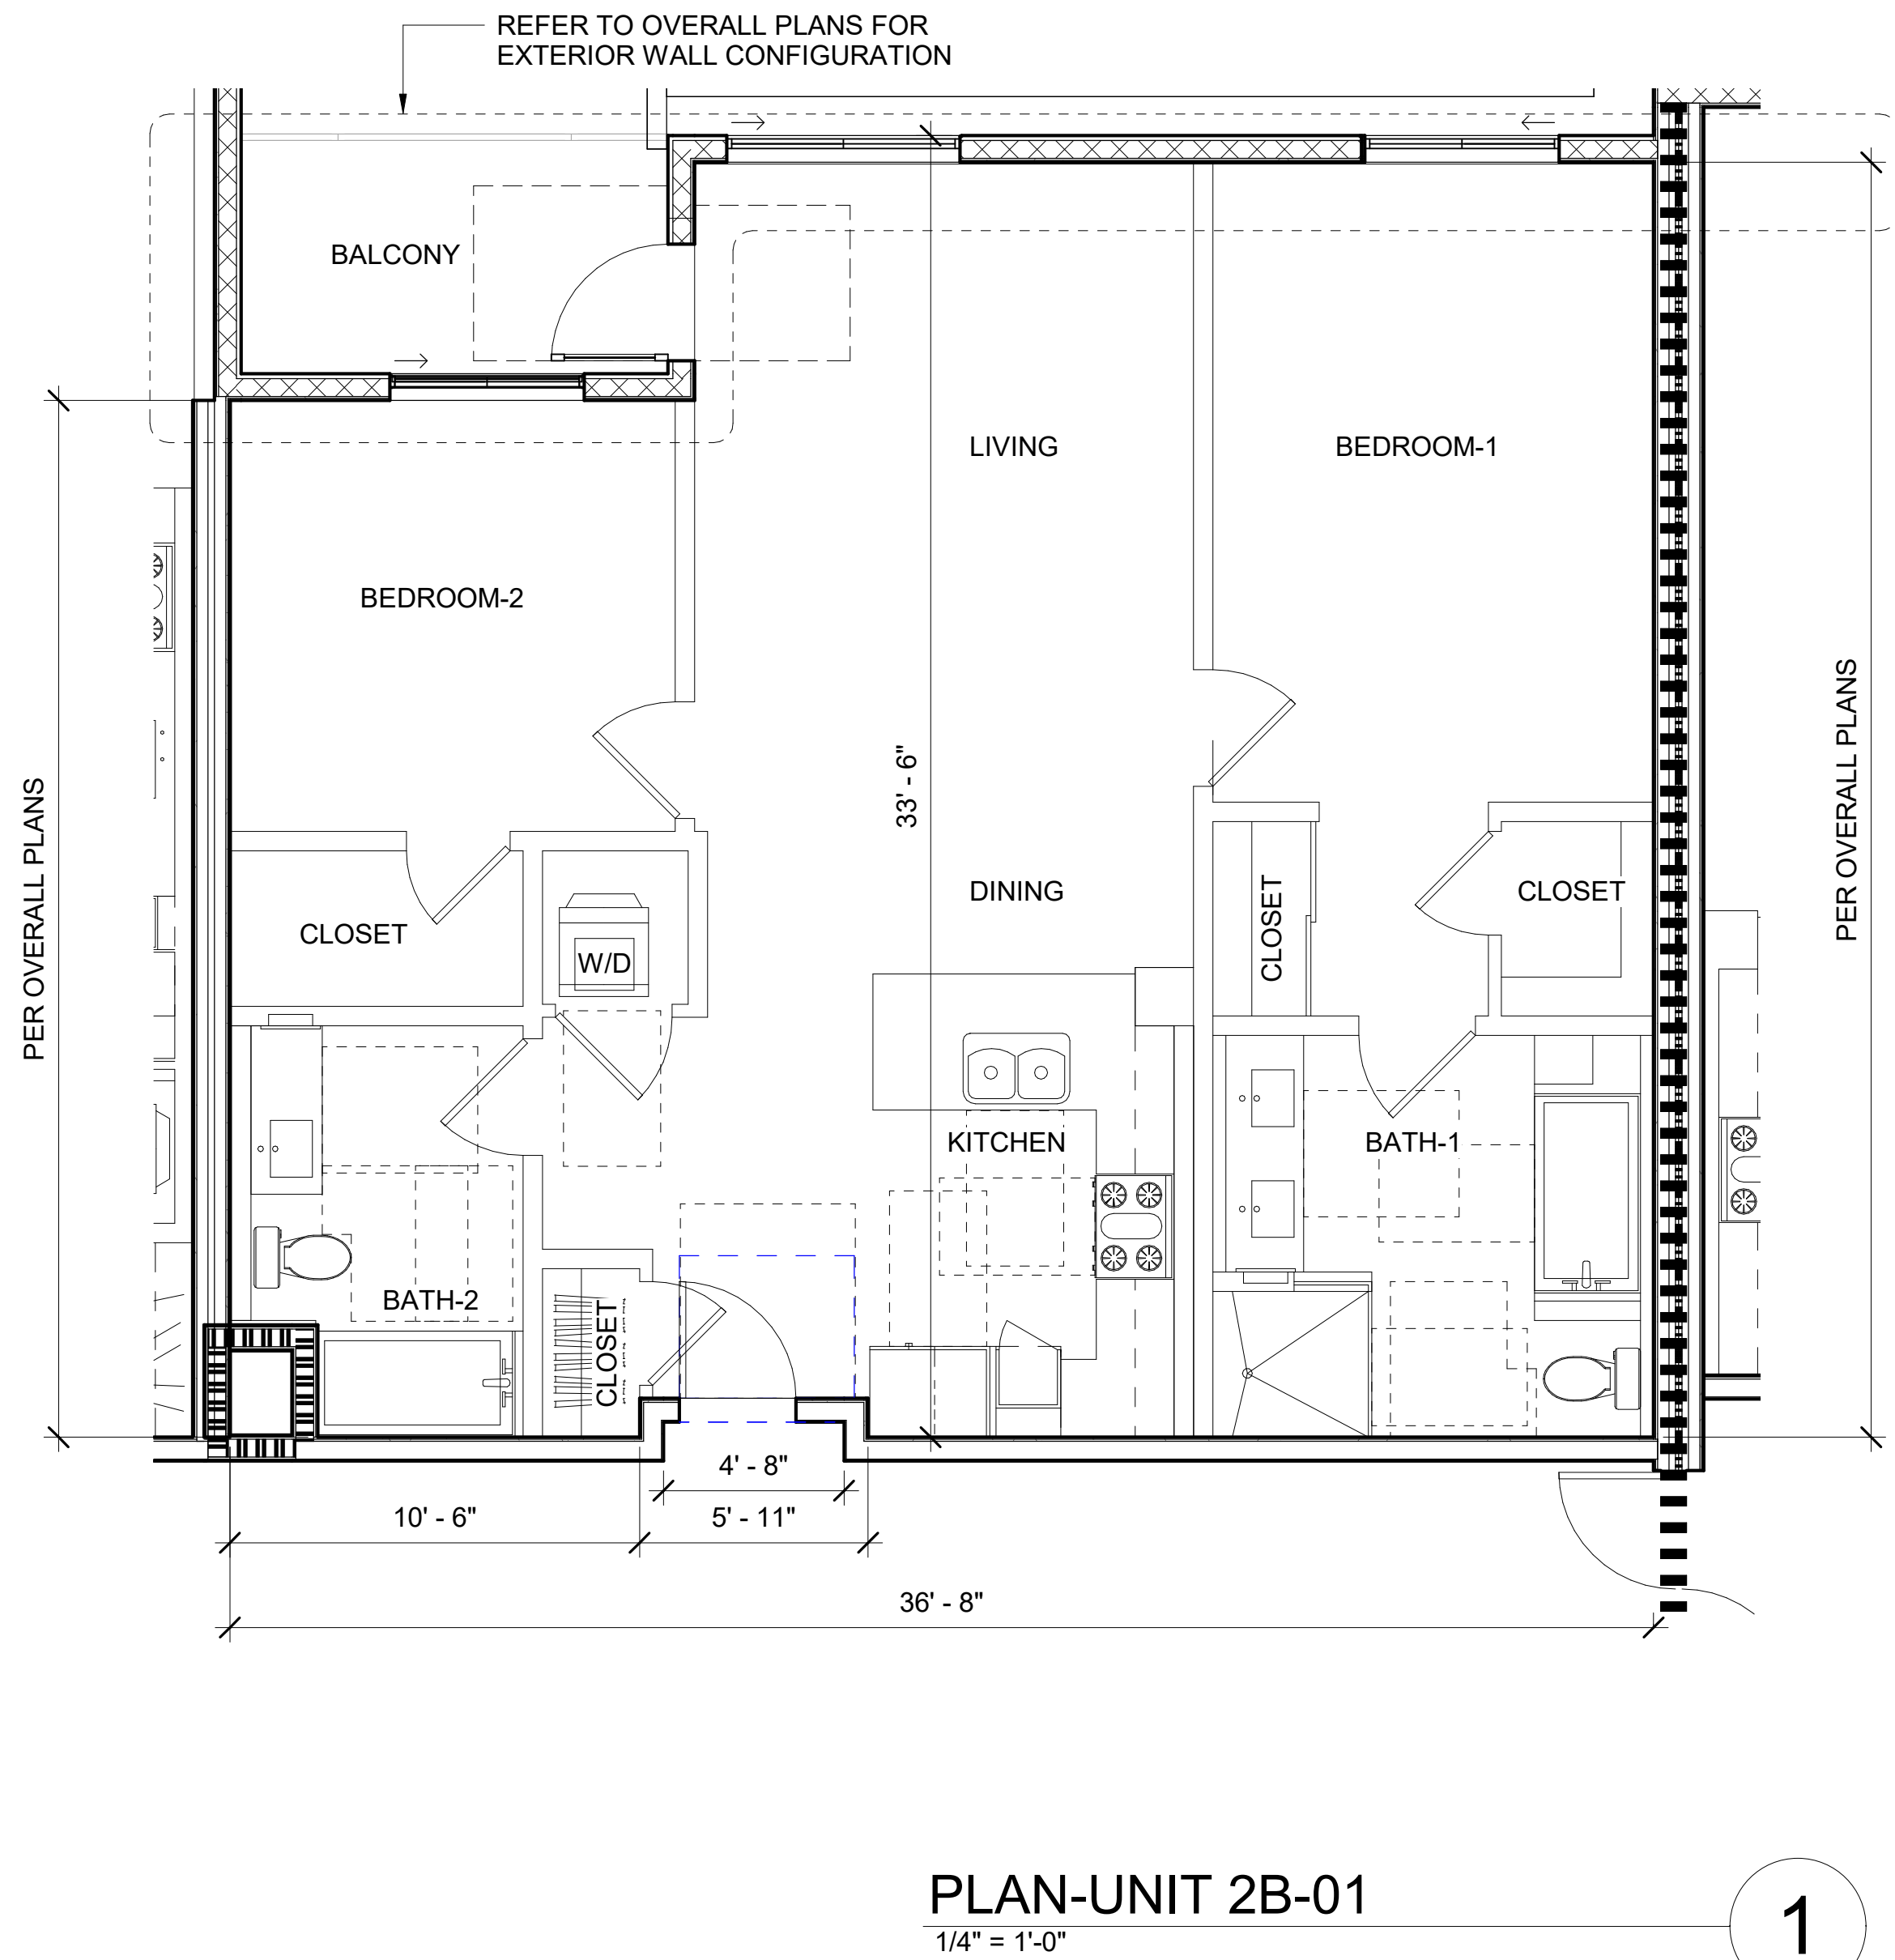 REFER TO OVERALL PLANS FOR
EXTERIOR WALL CONFIGURATION
BALCONY
LIVING
BEDROOM-1
BEDROOM-2
PER OVERALL PLANS
PER OVERALL PLANS
33' - 6"
DINING
CLOSET
CLOSET
CLOSET
W/D
KITCHEN
BATH-1
BATH-2
CLOSET
4' - 8"
10' - 6"
5' - 11"
36' - 8"
PLAN-UNIT 2B-01
1/4" = 1'-0"
1